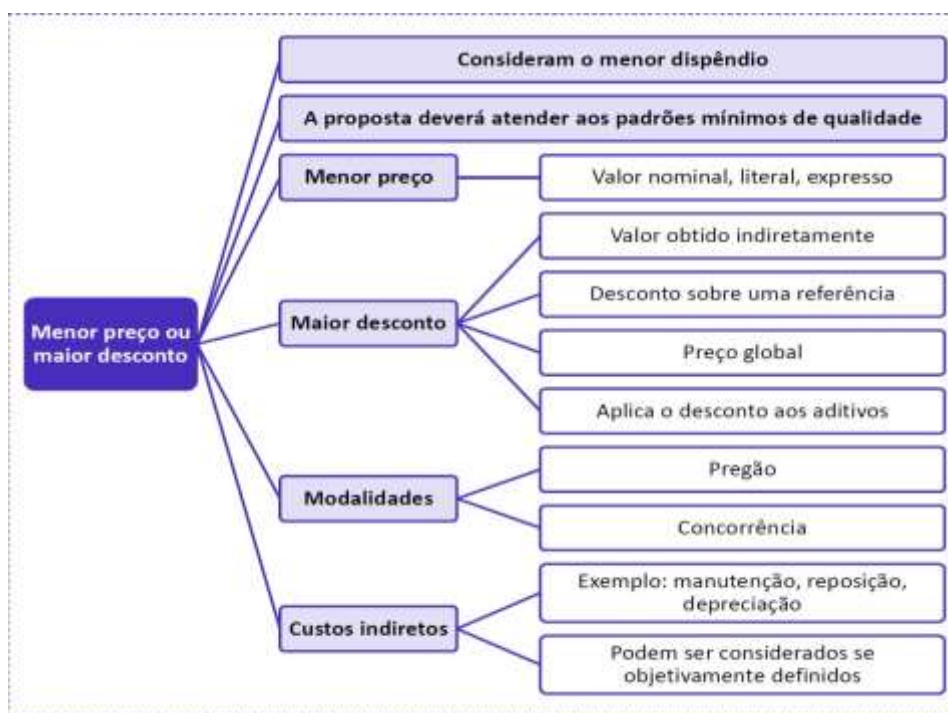 Consideram o menor dispêndio
A proposta deverá atender aos padrões mínimos de qualidade
Menor preço
Valor nominal, literal, expresso
Valor obtido indiretamente
Desconto sobre uma referência
Menor preço ou
maior desconto
Maior desconto
Preço global
Aplica o desconto aos aditivos
Modalidades
Pregão
Concorrência
Custos indiretos
Exemplo: manutenção, reposição,
depreciação
Podem ser considerados se
objetivamente definidos